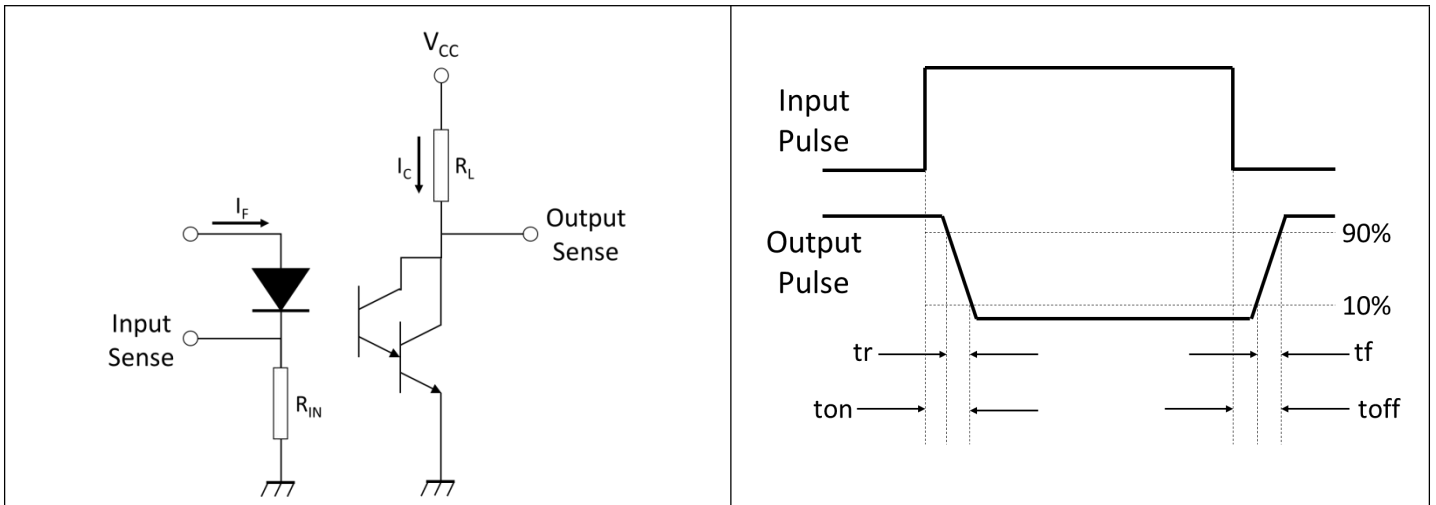 V_CC
I_C
R_L
I_F
Output
Sense
Input
Sense
R_IN
Input
Pulse
Output
Pulse
90%
10%
tr
tf
ton
toff